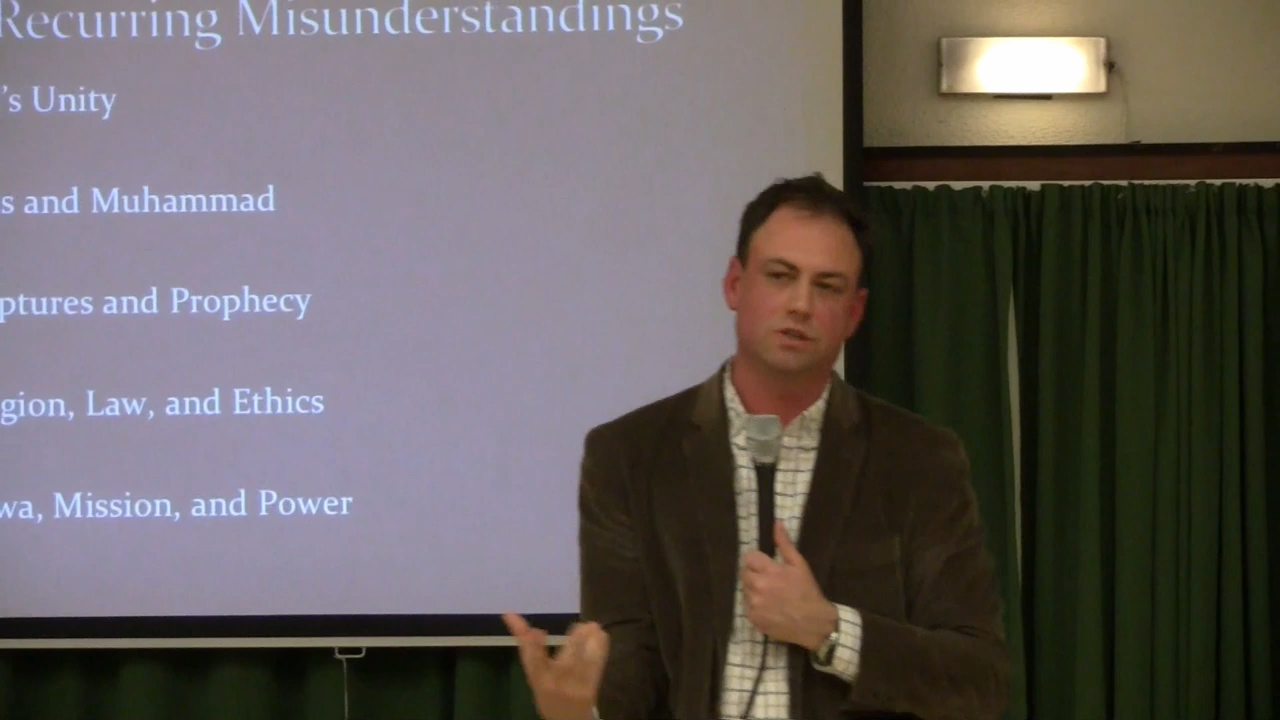 Recurring Misunderstandings
's Unity
s and Muhammad
ptures and Prophecy
gion, Law, and Ethics
wa, Mission, and Power